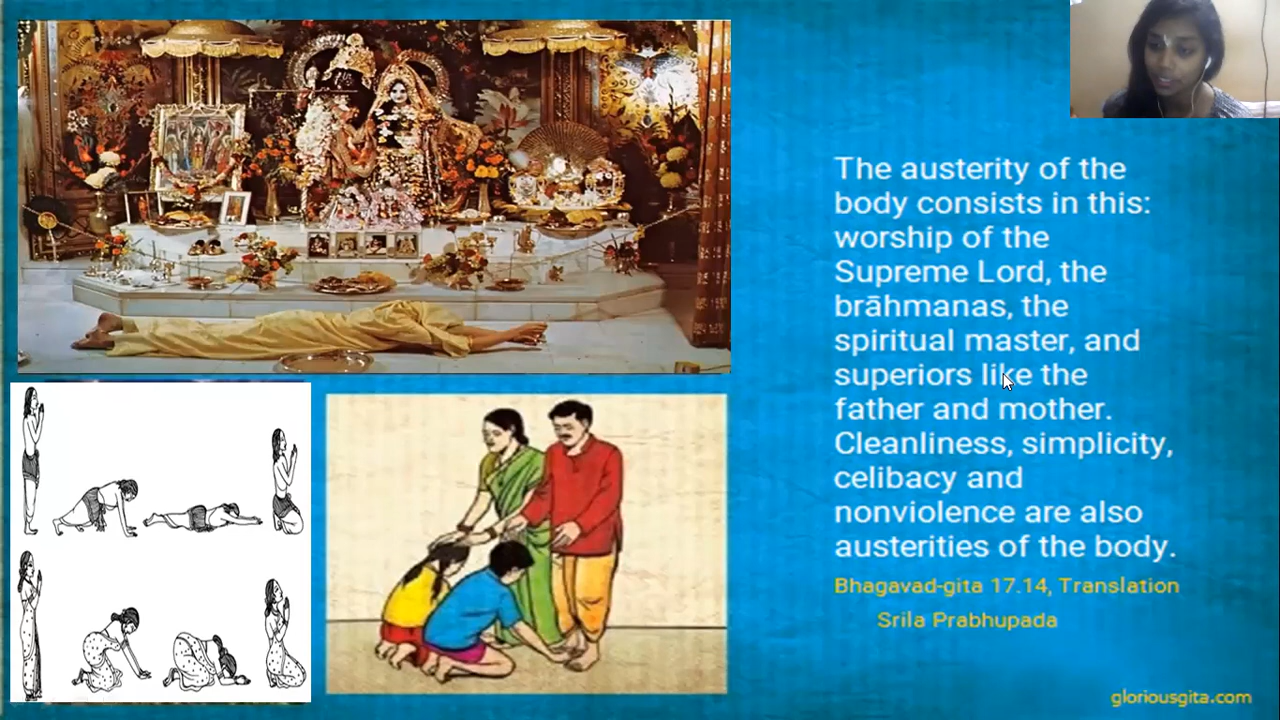 The austerity of the
body consists in this:
worship of the
Supreme Lord, the
brāhmanas, the
spiritual master, and
superiors like the
father and mother.
Cleanliness, simplicity,
celibacy and
nonviolence are also
austerities of the body.
Bhagavad-gita 17.14, Translation
Srila Prabhupada
gloriousgita.com